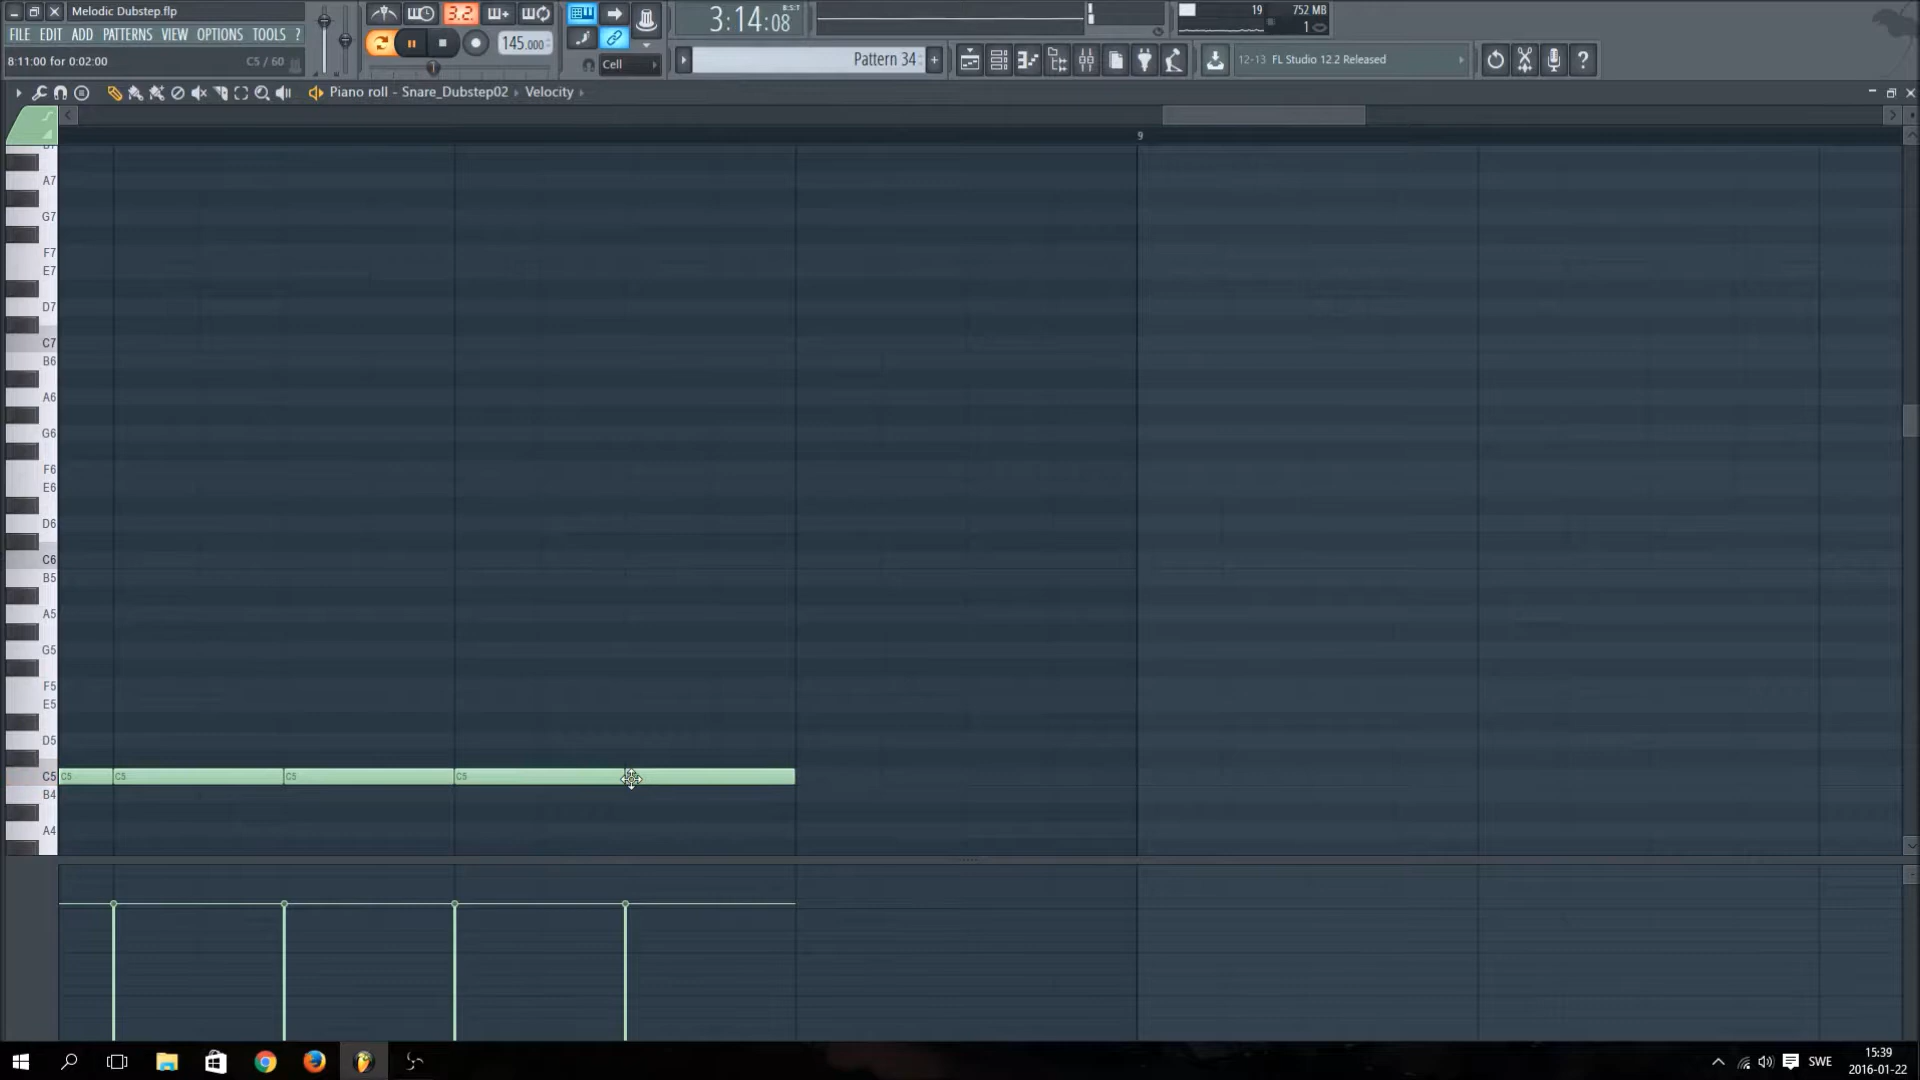 Melodic Dubstep.flp
FILE EDIT ADD PATTERNS VIEW OPTIONS TOOLS ?
8:11:00 for 0:02:00 C5 / 60
3.2.
145.000
Cell
3:14:08
B:S:T
Pattern 34
19
752 MB
1
12-13 FL Studio 12.2 Released
Piano roll - Snare_Dubstep02 Velocity
9
B7
A7
G7
F7
E7
D7
C7
B6
A6
G6
F6
E6
D6
C6
B5
A5
G5
F5
E5
D5
C5 C5 C5 C5 C5
B4
A4
SWE
15:39
2016-01-22